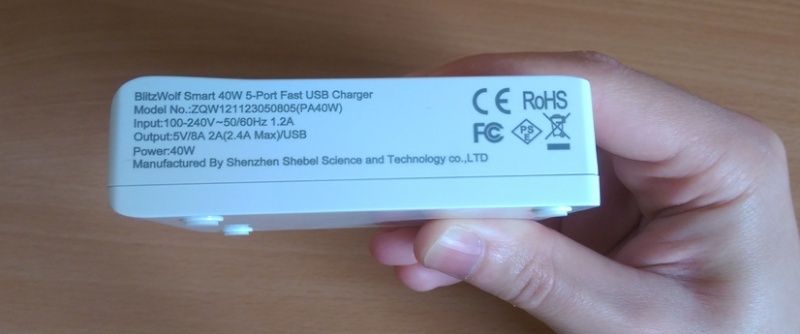 BlitzWolf Smart 40W 5-Port Fast USB Charger
Model No.:ZQW121123050805(PA40W)
Input:100-240V~50/60Hz 1.2A
Output:5V/8A 2A(2.4A Max)/USB
Power:40W
Manufactured By Shenzhen Shebel Science and Technology co.,LTD
CE RoHS
FC PS E